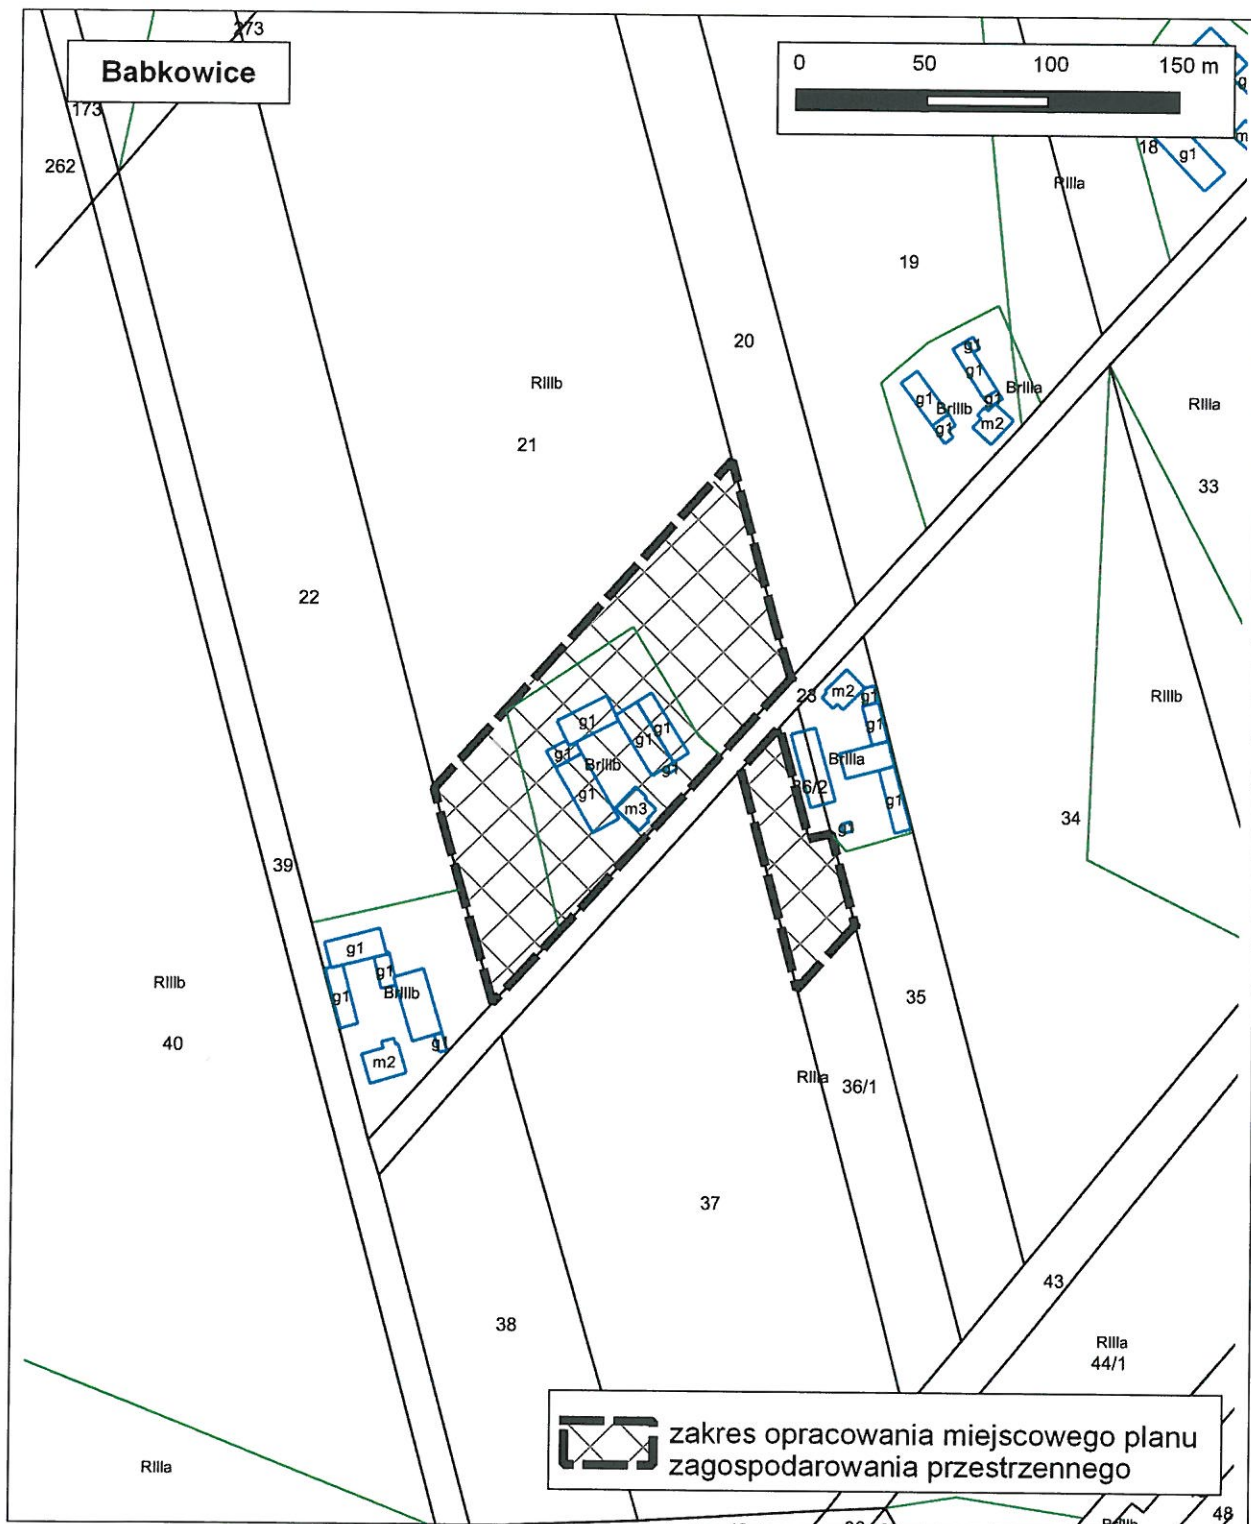 273
Babkowice
0 50 100 150 m
173
262
18
g1
g
m
RIIIa
19
20
RIIIb
21
g1
g1
g1
BrIIIa
BrIIIb
g1
g1
m2
RIIIa
33
22
RIIIb
23
m2
g1
g1
g1
g1
g1
g1
BrIIIb
g1
g1
m3
BrIIIa
36/2
g1
g1
34
39
g1
g1
g1
BrIIIb
g1
m2
RIIIb
40
35
RIIIa
36/1
37
43
38
RIIIa
44/1
zakres opracowania miejscowego planu
zagospodarowania przestrzennego
RIIIa
48